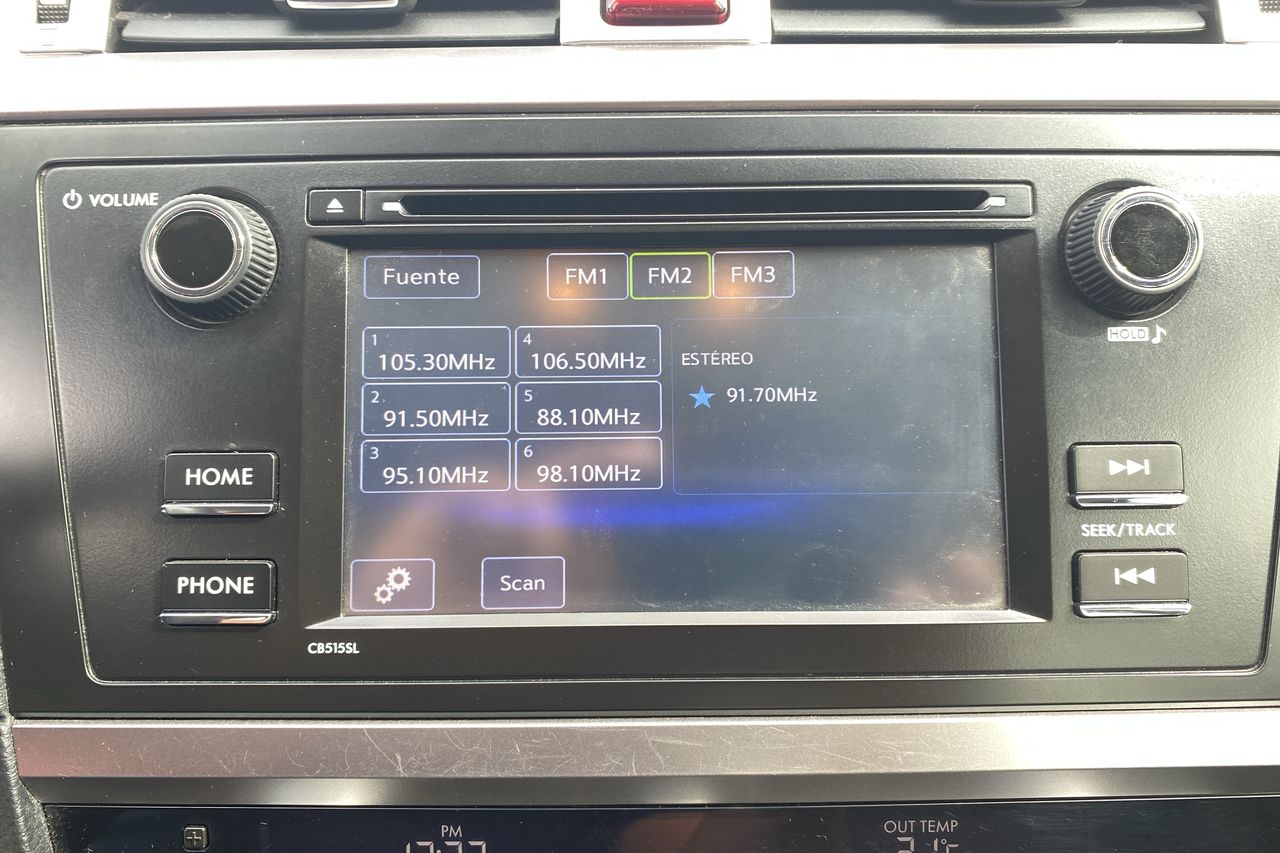 VOLUME
Fuente
FM1 FM2 FM3
1 105.30MHz
4 106.50MHz
2 91.50MHz
5 88.10MHz
3 95.10MHz
6 98.10MHz
ESTÉREO
91.70MHz
Scan
HOLD
HOME
PHONE
SEEK/TRACK
CB515SL
PM
OUT TEMP